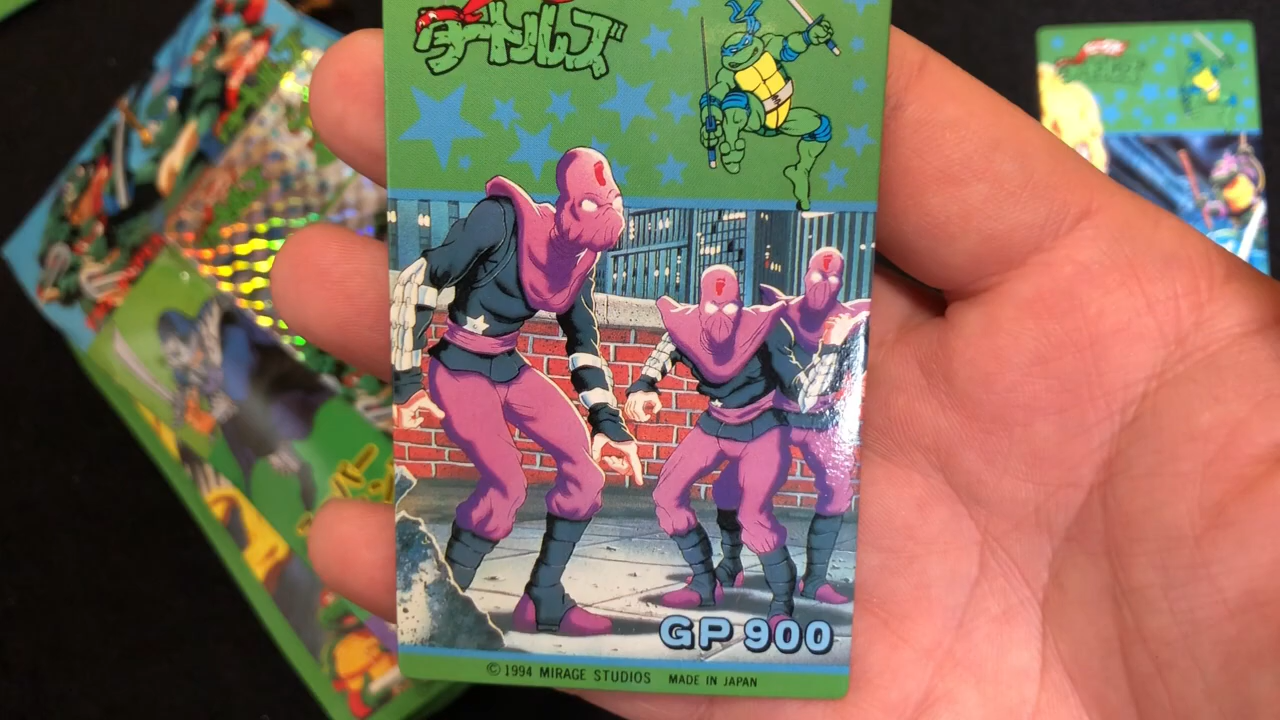 タートルズ
GP 900
© 1994 MIRAGE STUDIOS MADE IN JAPAN